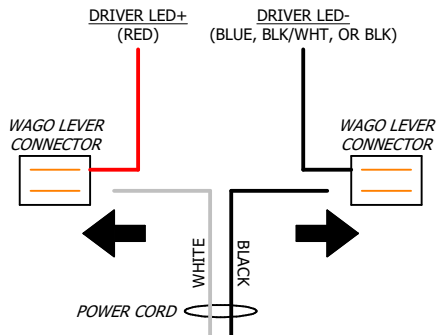 DRIVER LED+
(RED)
DRIVER LED-
(BLUE, BLK/WHT, OR BLK)
WAGO LEVER
CONNECTOR
WAGO LEVER
CONNECTOR
WHITE
BLACK
POWER CORD